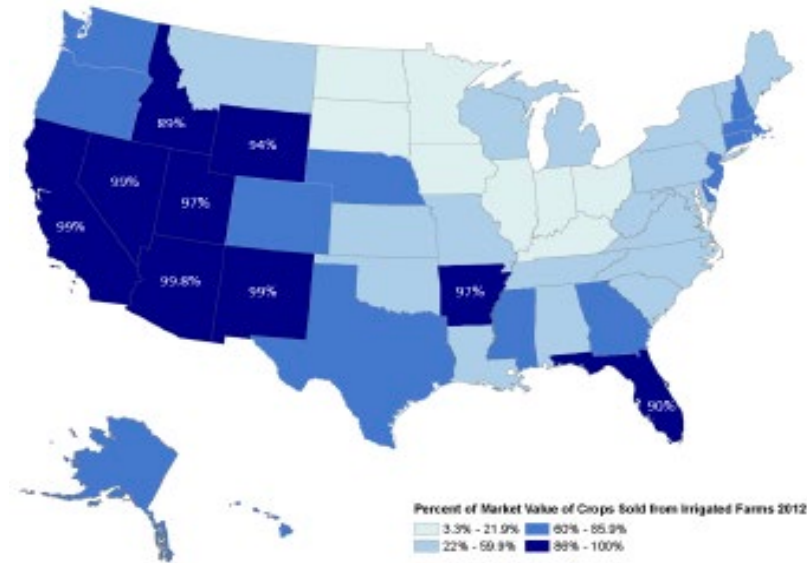 89%
94%
99%
97%
99%
99.8%
99%
97%
90%
Percent of Market Value of Crops Sold from Irrigated Farms 2012
3.3% - 21.9%
60% - 85.9%
22% - 59.9%
86% - 100%